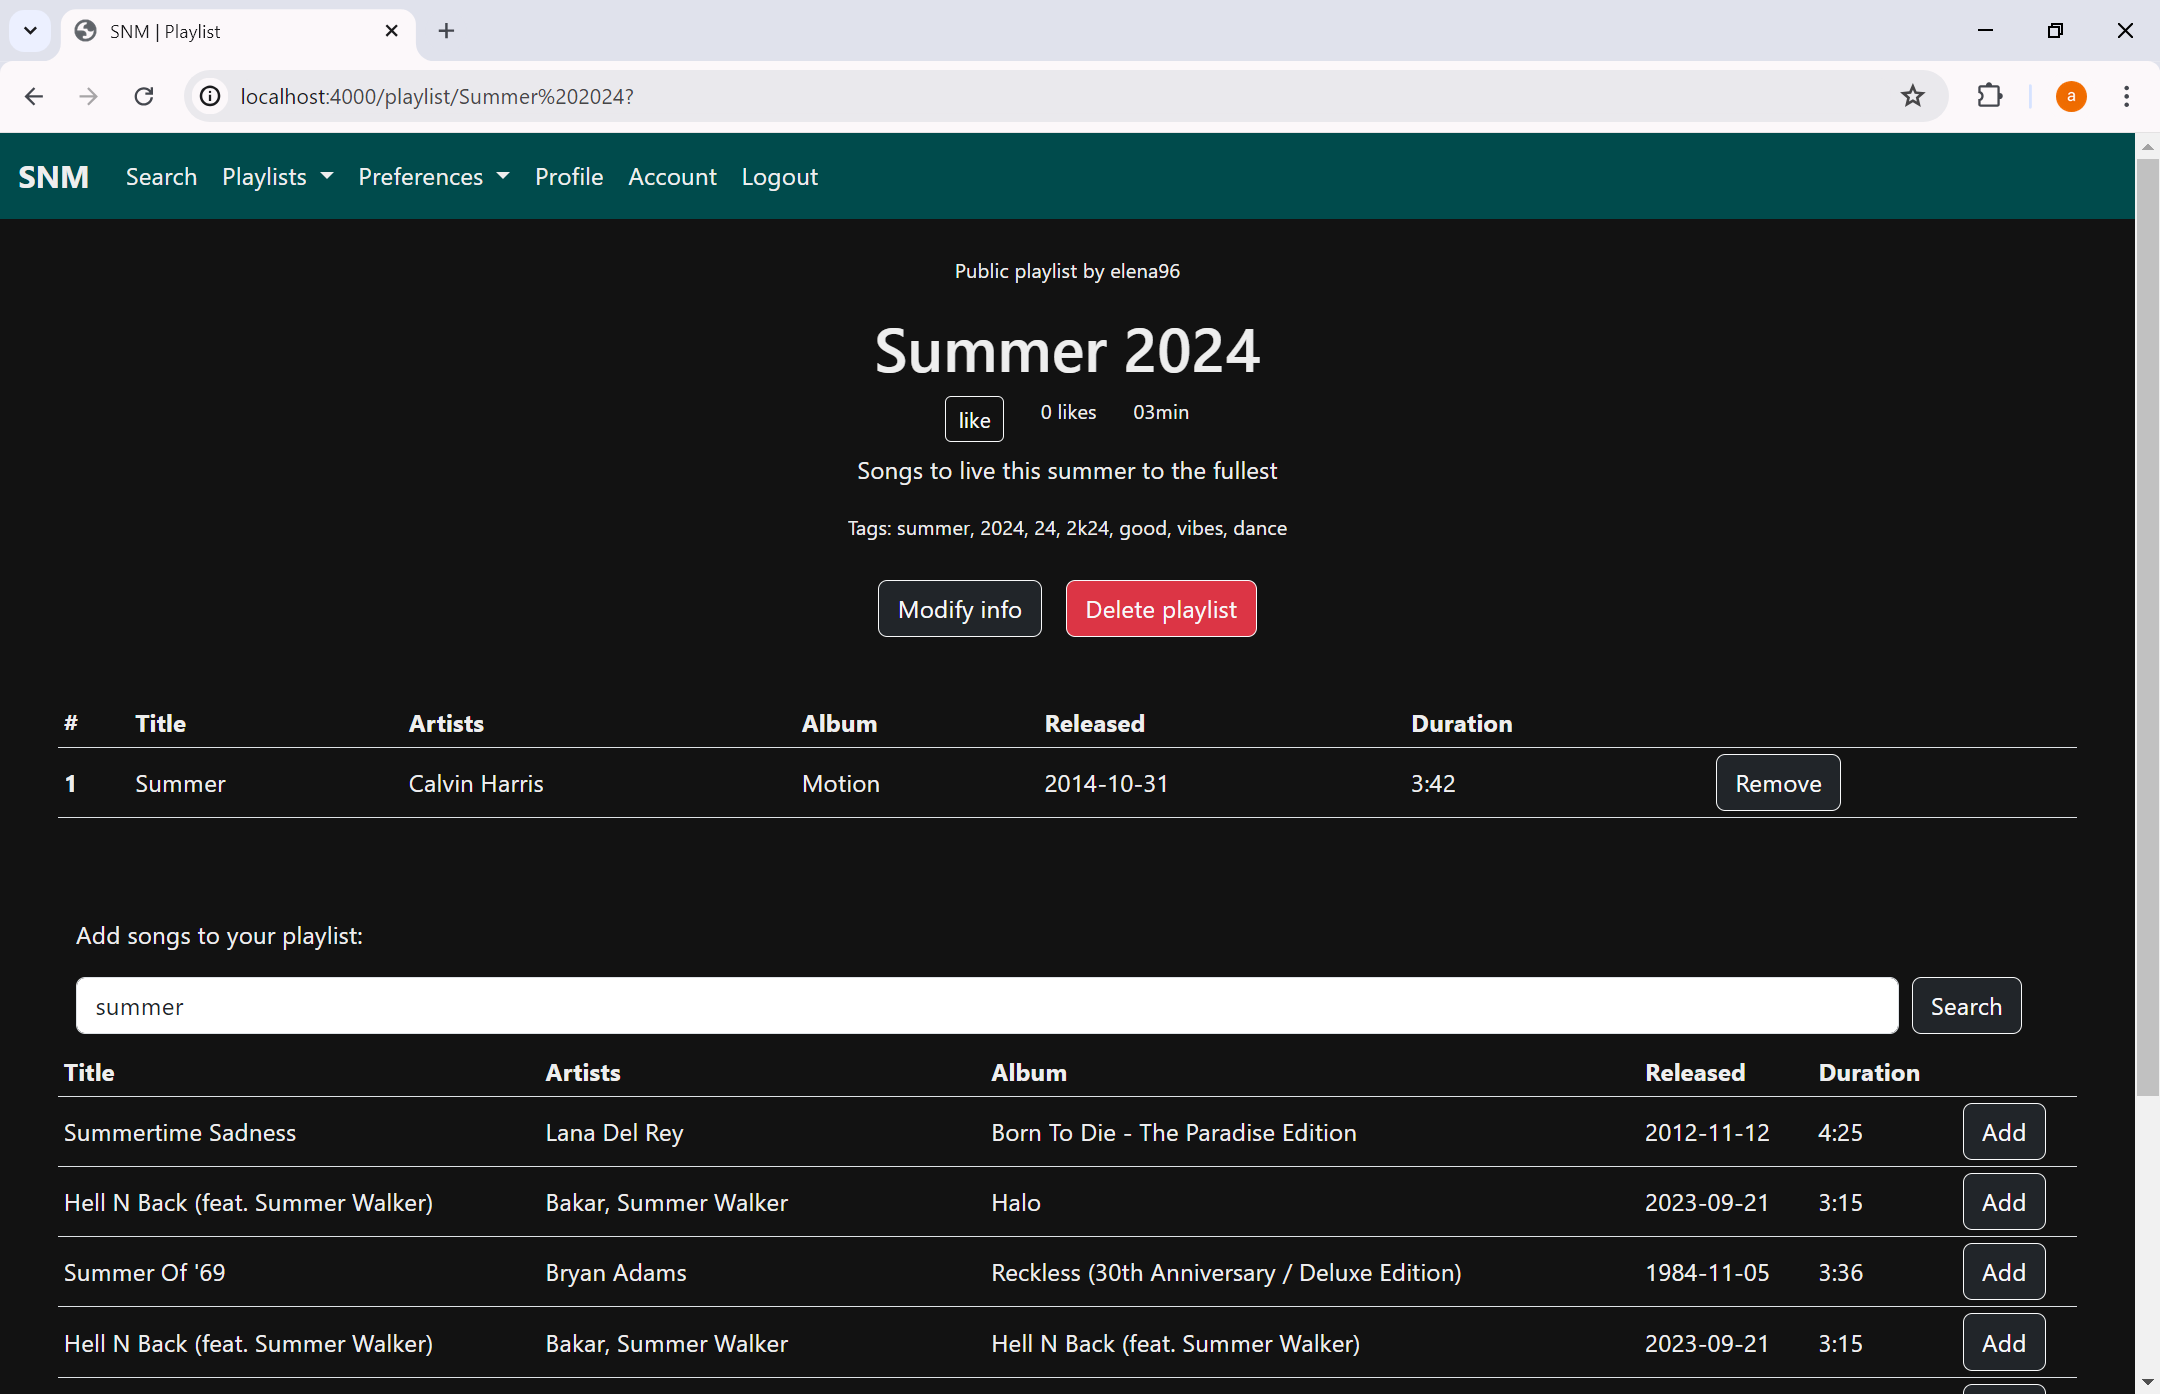 SNM | Playlist
localhost:4000/playlist/Summer%202024?
a
SNM Search Playlists Preferences Profile Account Logout
Public playlist by elena96
Summer 2024
like 0 likes 03min
Songs to live this summer to the fullest
Tags: summer, 2024, 24, 2k24, good, vibes, dance
Modify info Delete playlist
# Title Artists Album Released Duration
1 Summer Calvin Harris Motion 2014-10-31 3:42 Remove
Add songs to your playlist:
summer Search
Title Artists Album Released Duration
Summertime Sadness Lana Del Rey Born To Die - The Paradise Edition 2012-11-12 4:25 Add
Hell N Back (feat. Summer Walker) Bakar, Summer Walker Halo 2023-09-21 3:15 Add
Summer Of '69 Bryan Adams Reckless (30th Anniversary / Deluxe Edition) 1984-11-05 3:36 Add
Hell N Back (feat. Summer Walker) Bakar, Summer Walker Hell N Back (feat. Summer Walker) 2023-09-21 3:15 Add